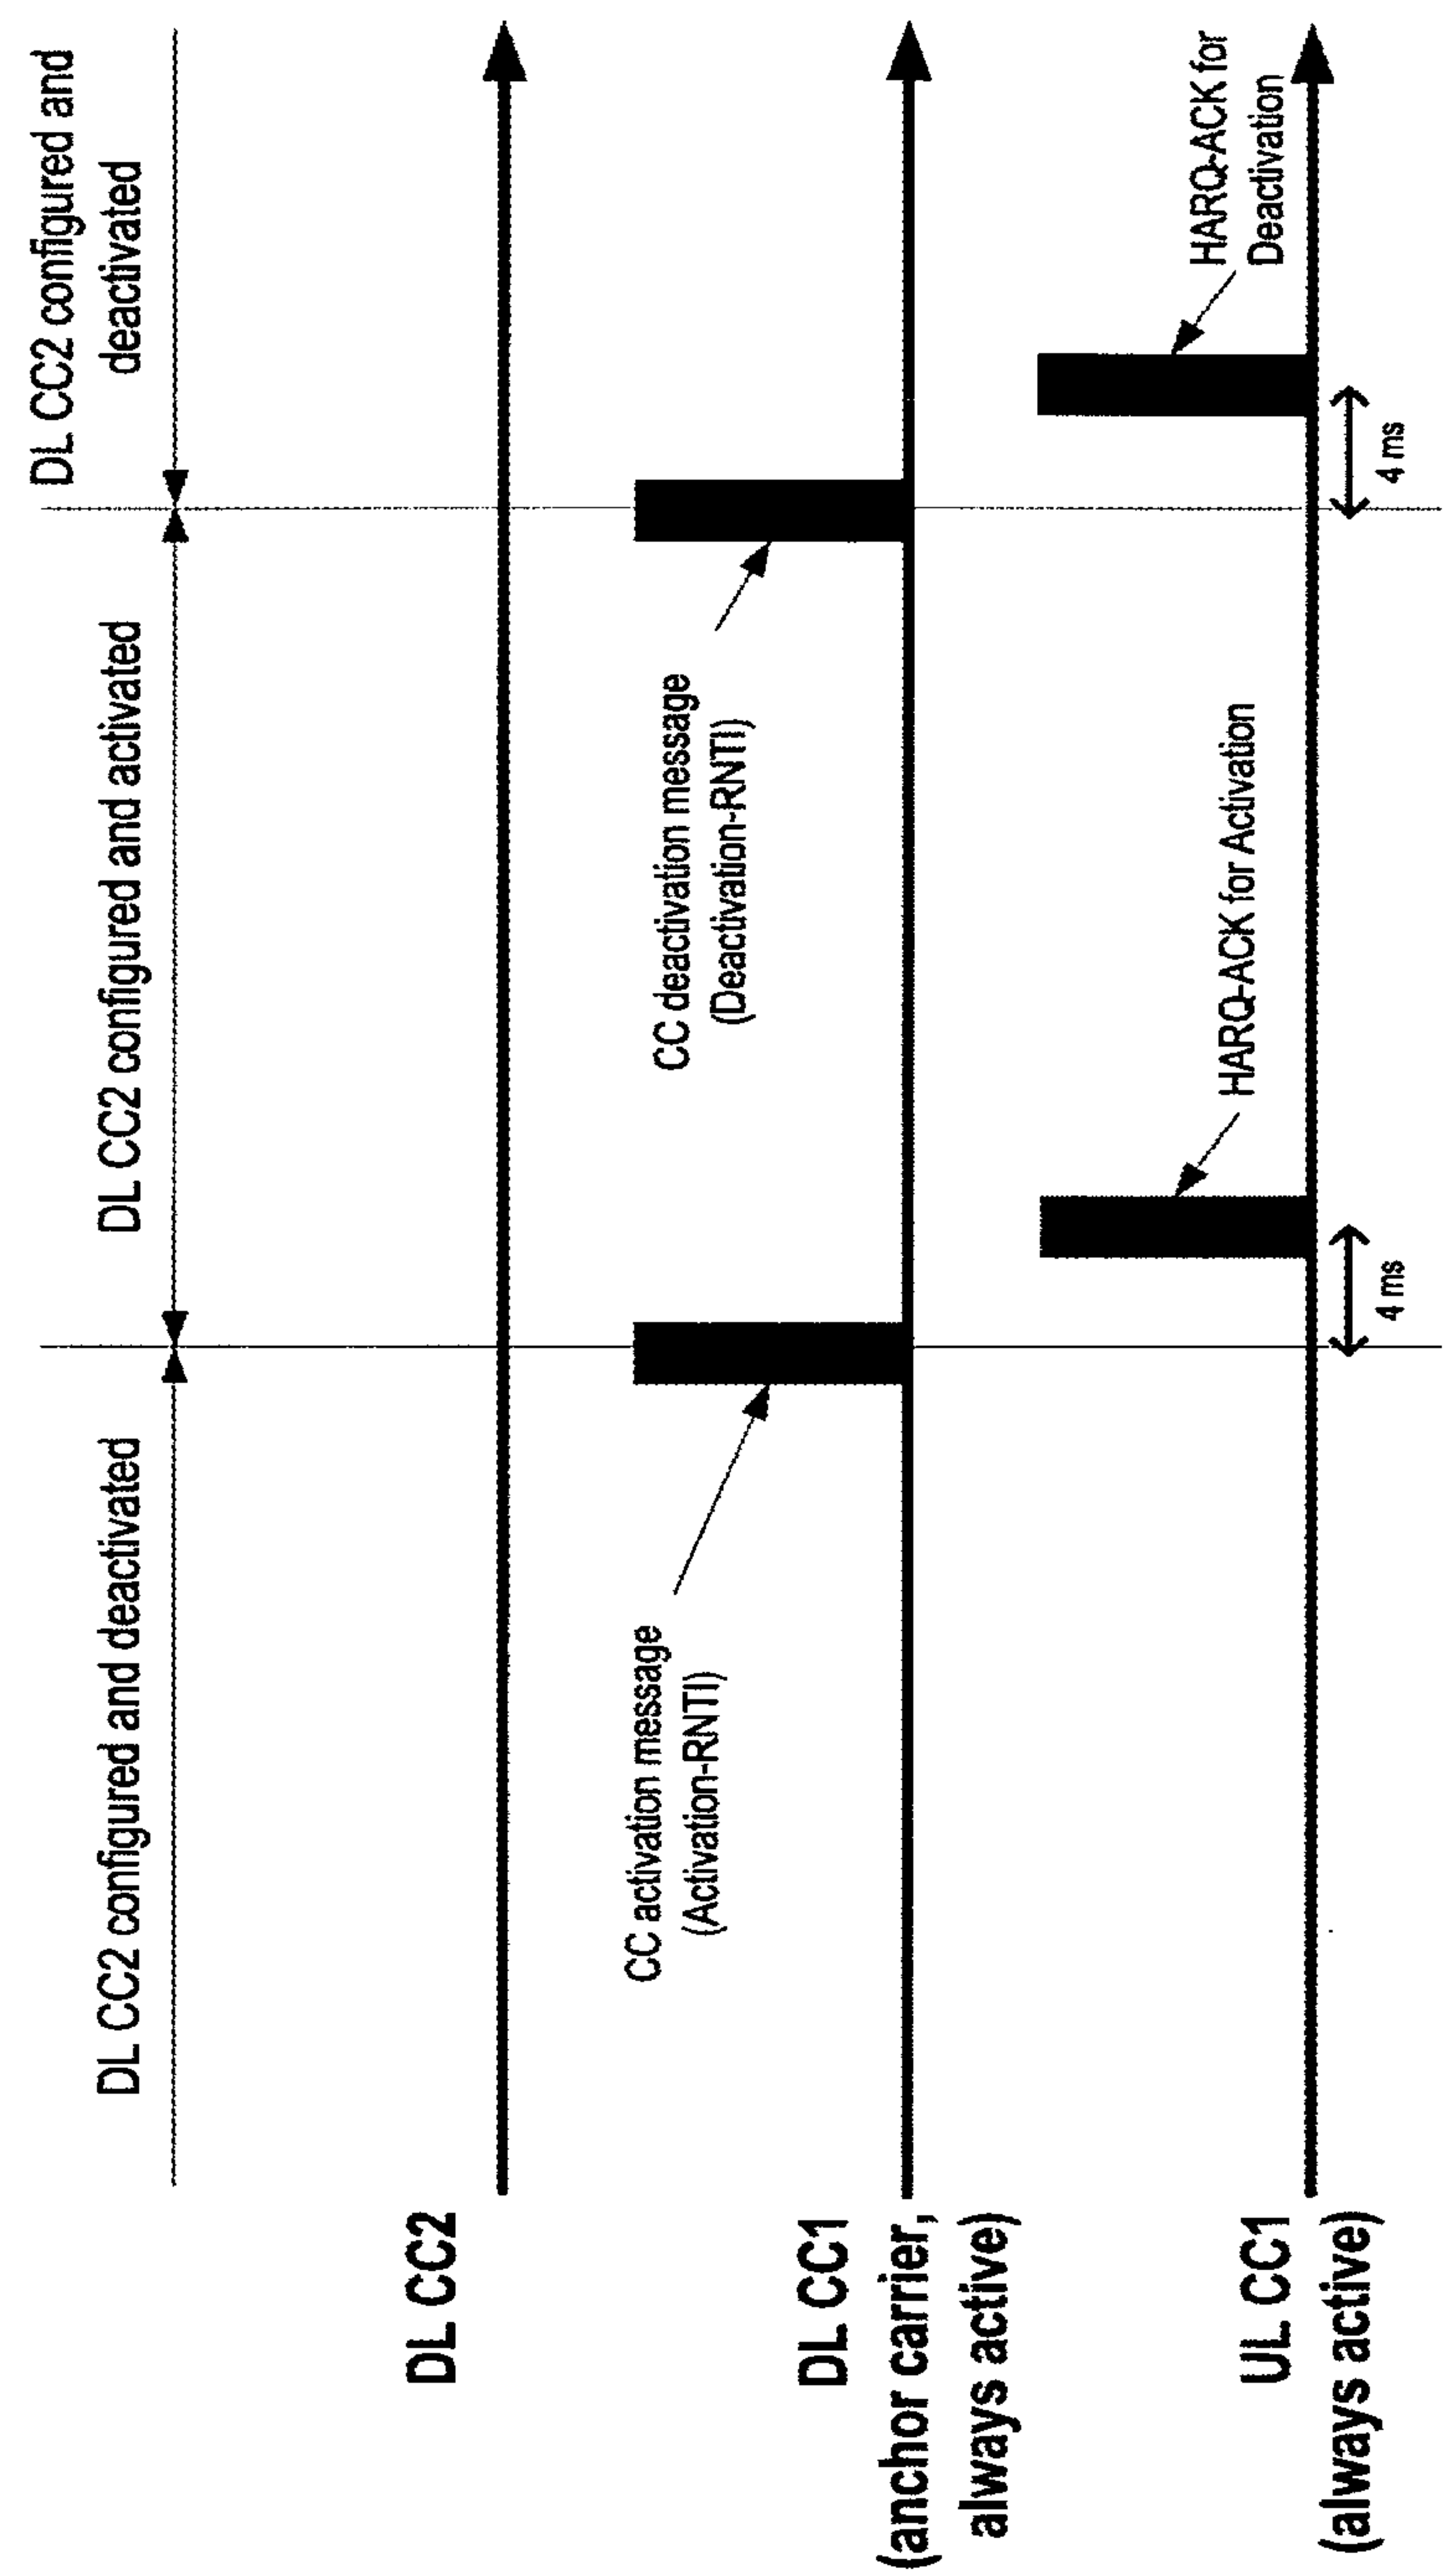 DL CC2 configured and deactivated
DL CC2 configured and activated
DL CC2 configured and
deactivated
DL CC2
CC activation message
(Activation-RNTI)
CC deactivation message
(Deactivation-RNTI)
DL CC1
(anchor carrier,
always active)
HARQ-ACK for Activation
HARQ-ACK for
Deactivation
UL CC1
(always active)
4 ms
4 ms